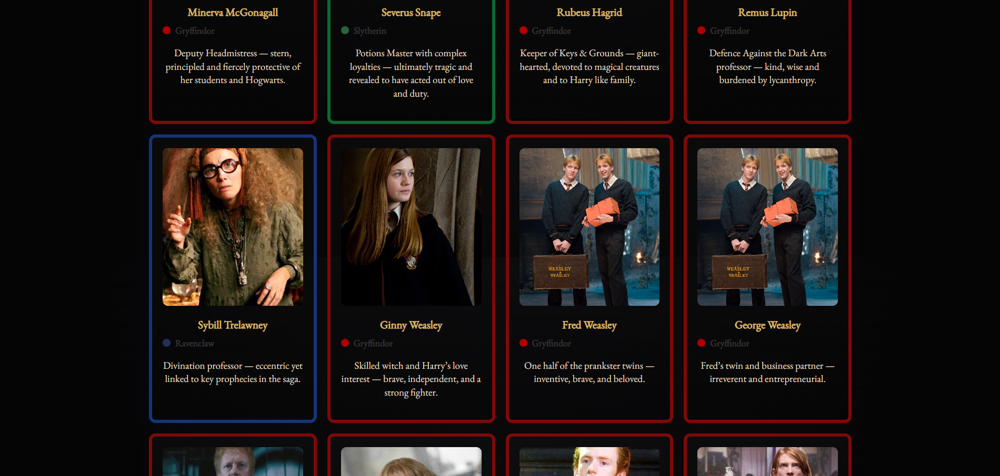 Minerva McGonagall
Gryffindor
Deputy Headmistress — stern,
principled and fiercely protective of
her students and Hogwarts.
Severus Snape
Slytherin
Potions Master with complex
loyalties — ultimately tragic and
revealed to have acted out of love
and duty.
Rubeus Hagrid
Gryffindor
Keeper of Keys & Grounds — giant-
hearted, devoted to magical creatures
and to Harry like family.
Remus Lupin
Gryffindor
Defence Against the Dark Arts
professor — kind, wise and
burdened by lycanthropy.
Sybill Trelawney
Ravenclaw
Divination professor — eccentric yet
linked to key prophecies in the saga.
Ginny Weasley
Gryffindor
Skilled witch and Harry’s love
interest — brave, independent, and a
strong fighter.
WEASLEY
&
WEASLEY
Fred Weasley
Gryffindor
One half of the prankster twins —
inventive, brave, and beloved.
WEASLEY
&
WEASLEY
George Weasley
Gryffindor
Fred’s twin and business partner —
irreverent and entrepreneurial.